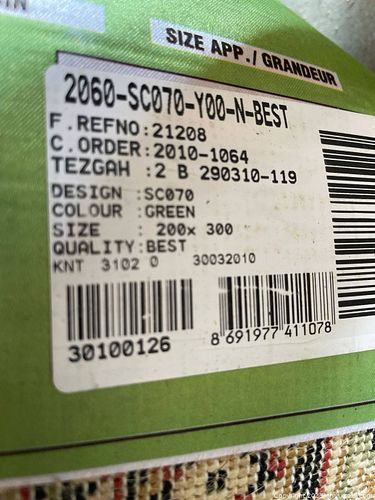 IN
SIZE APP./GRANDEUR
2060-SC070-Y00-N-BEST
F.REFNO:21208
C.ORDER:2010-1064
TEZGAH :2 B 290310-119
DESIGN :SC070
COLOUR :GREEN
SIZE : 200x 300
QUALITY:BEST
KNT 3102 0 30032010
30100126
8 691977 411078